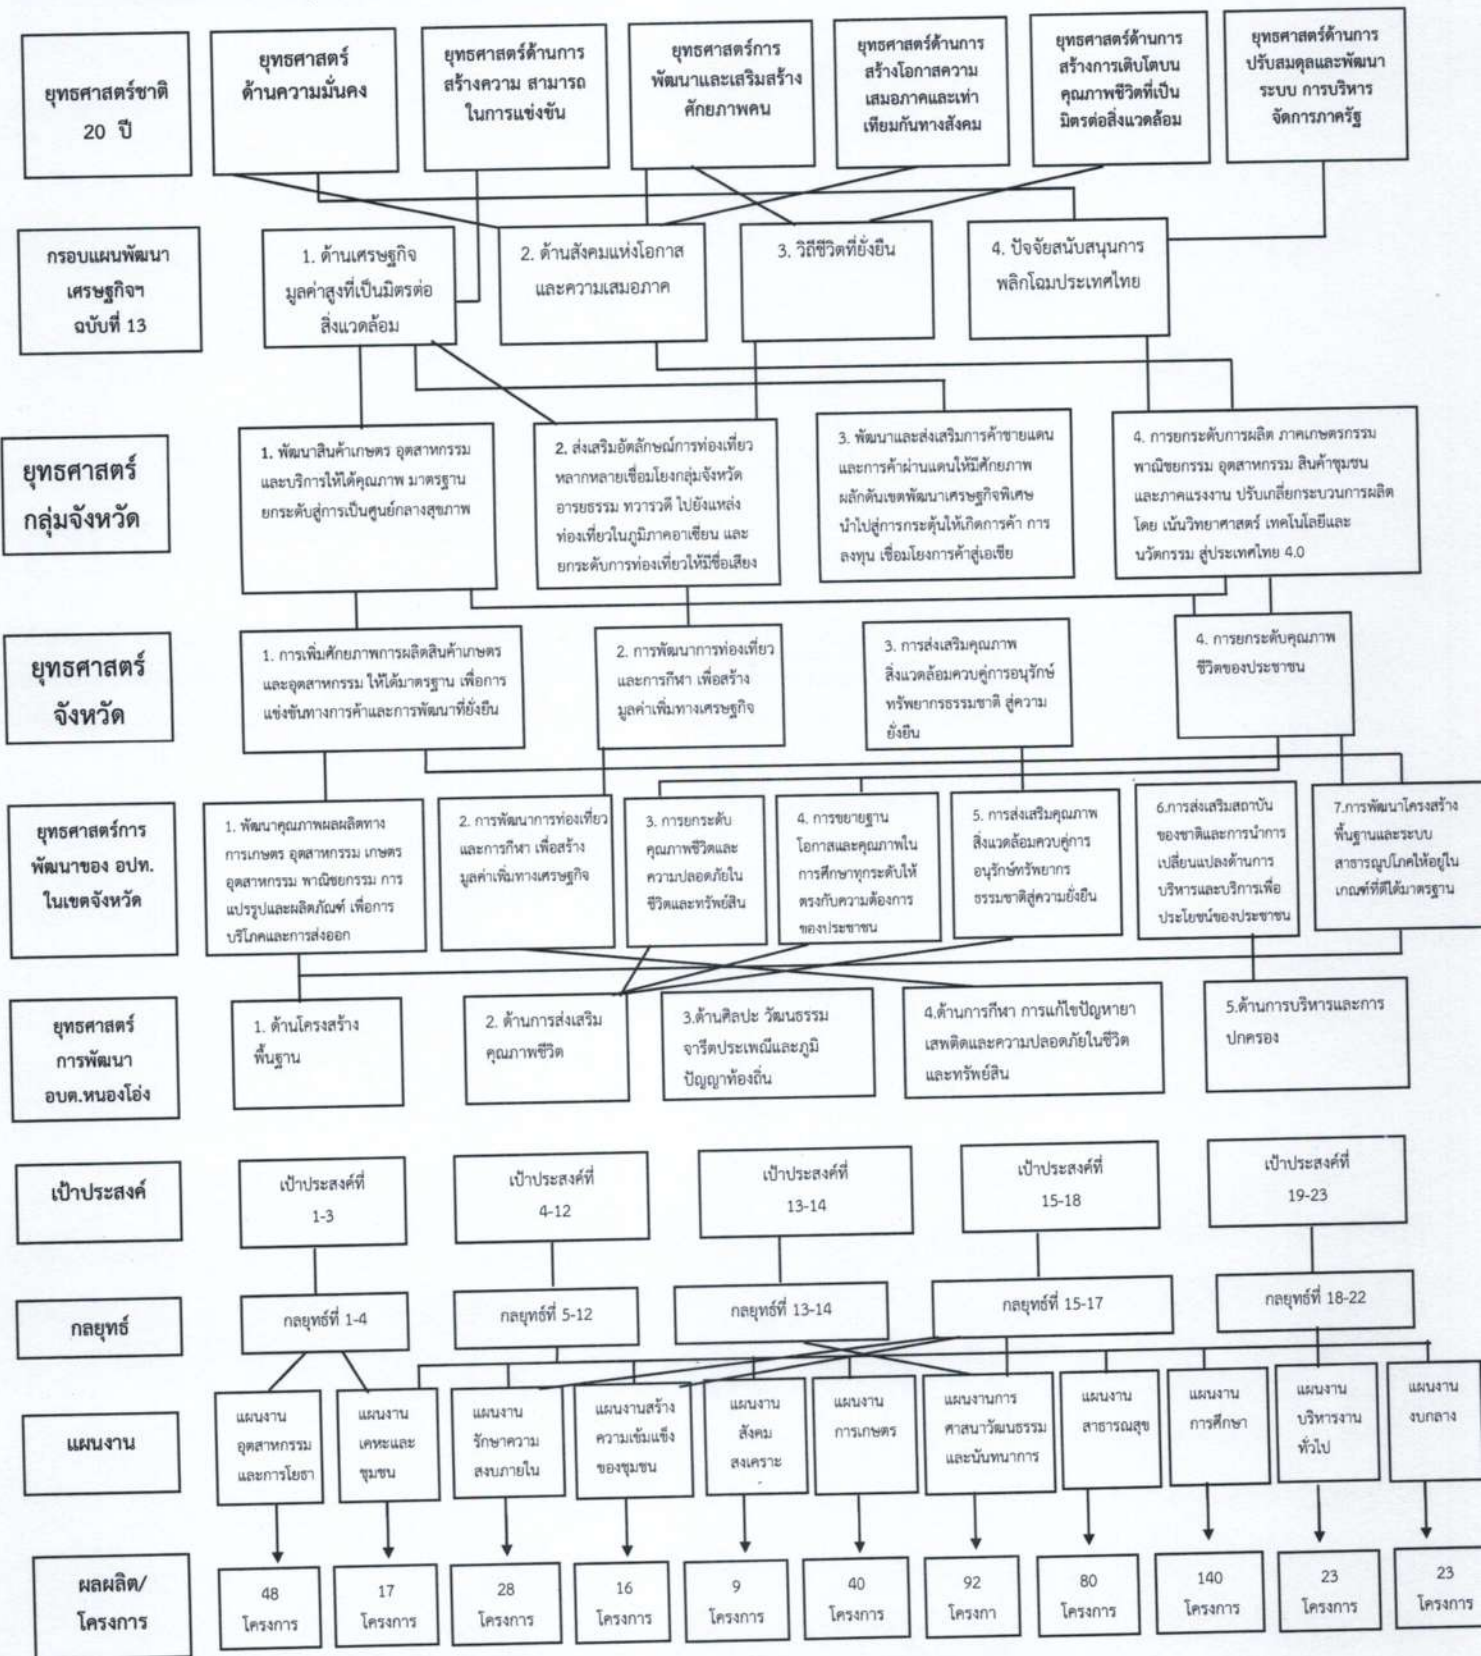 ยุทธศาสตร์ชาติ
20 ปี
ยุทธศาสตร์
ด้านความมั่นคง
ยุทธศาสตร์ด้านการ
สร้างความ สามารถ
ในการแข่งขัน
ยุทธศาสตร์การ
พัฒนาและเสริมสร้าง
ศักยภาพคน
ยุทธศาสตร์ด้านการ
สร้างโอกาสความ
เสมอภาคและเท่า
เทียมกันทางสังคม
ยุทธศาสตร์ด้านการ
สร้างการเติบโตบน
คุณภาพชีวิตที่เป็น
มิตรต่อสิ่งแวดล้อม
ยุทธศาสตร์ด้านการ
ปรับสมดุลและพัฒนา
ระบบ การบริหาร
จัดการภาครัฐ
กรอบแผนพัฒนา
เศรษฐกิจฯ
ฉบับที่ 13
1. ด้านเศรษฐกิจ
มูลค่าสูงที่เป็นมิตรต่อ
สิ่งแวดล้อม
2. ด้านสังคมแห่งโอกาส
และความเสมอภาค
3. วิถีชีวิตที่ยั่งยืน
4. ปัจจัยสนับสนุนการ
พลิกโฉมประเทศไทย
ยุทธศาสตร์
กลุ่มจังหวัด
1. พัฒนาสินค้าเกษตร อุตสาหกรรม
และบริการให้ได้คุณภาพ มาตรฐาน
ยกระดับสู่การเป็นศูนย์กลางสุขภาพ
2. ส่งเสริมอัตลักษณ์การท่องเที่ยว
หลากหลายเชื่อมโยงกลุ่มจังหวัด
อารยธรรม ทวารวดี ไปยังแหล่ง
ท่องเที่ยวในภูมิภาคอาเซียน และ
ยกระดับการท่องเที่ยวให้มีชื่อเสียง
3. พัฒนาและส่งเสริมการค้าชายแดน
และการค้าผ่านแดนให้มีศักยภาพ
ผลักดันเขตพัฒนาเศรษฐกิจพิเศษ
นำไปสู่การกระตุ้นให้เกิดการค้า การ
ลงทุน เชื่อมโยงการค้าสู่เอเชีย
4. การยกระดับการผลิต ภาคเกษตรกรรม
พาณิชยกรรม อุตสาหกรรม สินค้าชุมชน
และภาคแรงงาน ปรับเกลี่ยกระบวนการผลิต
โดย เน้นวิทยาศาสตร์ เทคโนโลยีและ
นวัตกรรม สู่ประเทศไทย 4.0
ยุทธศาสตร์
จังหวัด
1. การเพิ่มศักยภาพการผลิตสินค้าเกษตร
และอุตสาหกรรม ให้ได้มาตรฐาน เพื่อการ
แข่งขันทางการค้าและการพัฒนาที่ยั่งยืน
2. การพัฒนาการท่องเที่ยว
และการกีฬา เพื่อสร้าง
มูลค่าเพิ่มทางเศรษฐกิจ
3. การส่งเสริมคุณภาพ
สิ่งแวดล้อมควบคู่การอนุรักษ์
ทรัพยากรธรรมชาติ สู่ความ
ยั่งยืน
4. การยกระดับคุณภาพ
ชีวิตของประชาชน
ยุทธศาสตร์การ
พัฒนาของ อปท.
ในเขตจังหวัด
1. พัฒนาคุณภาพผลผลิตทาง
การเกษตร อุตสาหกรรม เกษตร
อุตสาหกรรม พาณิชยกรรม การ
แปรรูปและผลิตภัณฑ์ เพื่อการ
บริโภคและการส่งออก
2. การพัฒนาการท่องเที่ยว
และการกีฬา เพื่อสร้าง
มูลค่าเพิ่มทางเศรษฐกิจ
3. การยกระดับ
คุณภาพชีวิตและ
ความปลอดภัยใน
ชีวิตและทรัพย์สิน
4. การขยายฐาน
โอกาสและคุณภาพใน
การศึกษาทุกระดับให้
ตรงกับความต้องการ
ของประชาชน
5. การส่งเสริมคุณภาพ
สิ่งแวดล้อมควบคู่การ
อนุรักษ์ทรัพยากร
ธรรมชาติสู่ความยั่งยืน
6.การส่งเสริมสถาบัน
ของชาติและการนำการ
เปลี่ยนแปลงด้านการ
บริหารและบริการเพื่อ
ประโยชน์ของประชาชน
7.การพัฒนาโครงสร้าง
พื้นฐานและระบบ
สาธารณูปโภคให้อยู่ใน
เกณฑ์ที่ดีได้มาตรฐาน
ยุทธศาสตร์
การพัฒนา
อบต.หนองโอ่ง
1. ด้านโครงสร้าง
พื้นฐาน
2. ด้านการส่งเสริม
คุณภาพชีวิต
3.ด้านศิลปะ วัฒนธรรม
จารีตประเพณีและภูมิ
ปัญญาท้องถิ่น
4.ด้านการกีฬา การแก้ไขปัญหายา
เสพติดและความปลอดภัยในชีวิต
และทรัพย์สิน
5.ด้านการบริหารและการ
ปกครอง
เป้าประสงค์
เป้าประสงค์ที่
1-3
เป้าประสงค์ที่
4-12
เป้าประสงค์ที่
13-14
เป้าประสงค์ที่
15-18
เป้าประสงค์ที่
19-23
กลยุทธ์
กลยุทธ์ที่ 1-4
กลยุทธ์ที่ 5-12
กลยุทธ์ที่ 13-14
กลยุทธ์ที่ 15-17
กลยุทธ์ที่ 18-22
แผนงาน
แผนงาน
อุตสาหกรรม
และการโยธา
แผนงาน
เคหะและ
ชุมชน
แผนงาน
รักษาความ
สงบภายใน
แผนงานสร้าง
ความเข้มแข็ง
ของชุมชน
แผนงาน
สังคม
สงเคราะ
แผนงาน
การเกษตร
แผนงานการ
ศาสนาวัฒนธรรม
และนันทนาการ
แผนงาน
สาธารณสุข
แผนงาน
การศึกษา
แผนงาน
บริหารงาน
ทั่วไป
แผนงาน
งบกลาง
ผลผลิต/
โครงการ
48
โครงการ
17
โครงการ
28
โครงการ
16
โครงการ
9
โครงการ
40
โครงการ
92
โครงกา
80
โครงการ
140
โครงการ
23
โครงการ
23
โครงการ